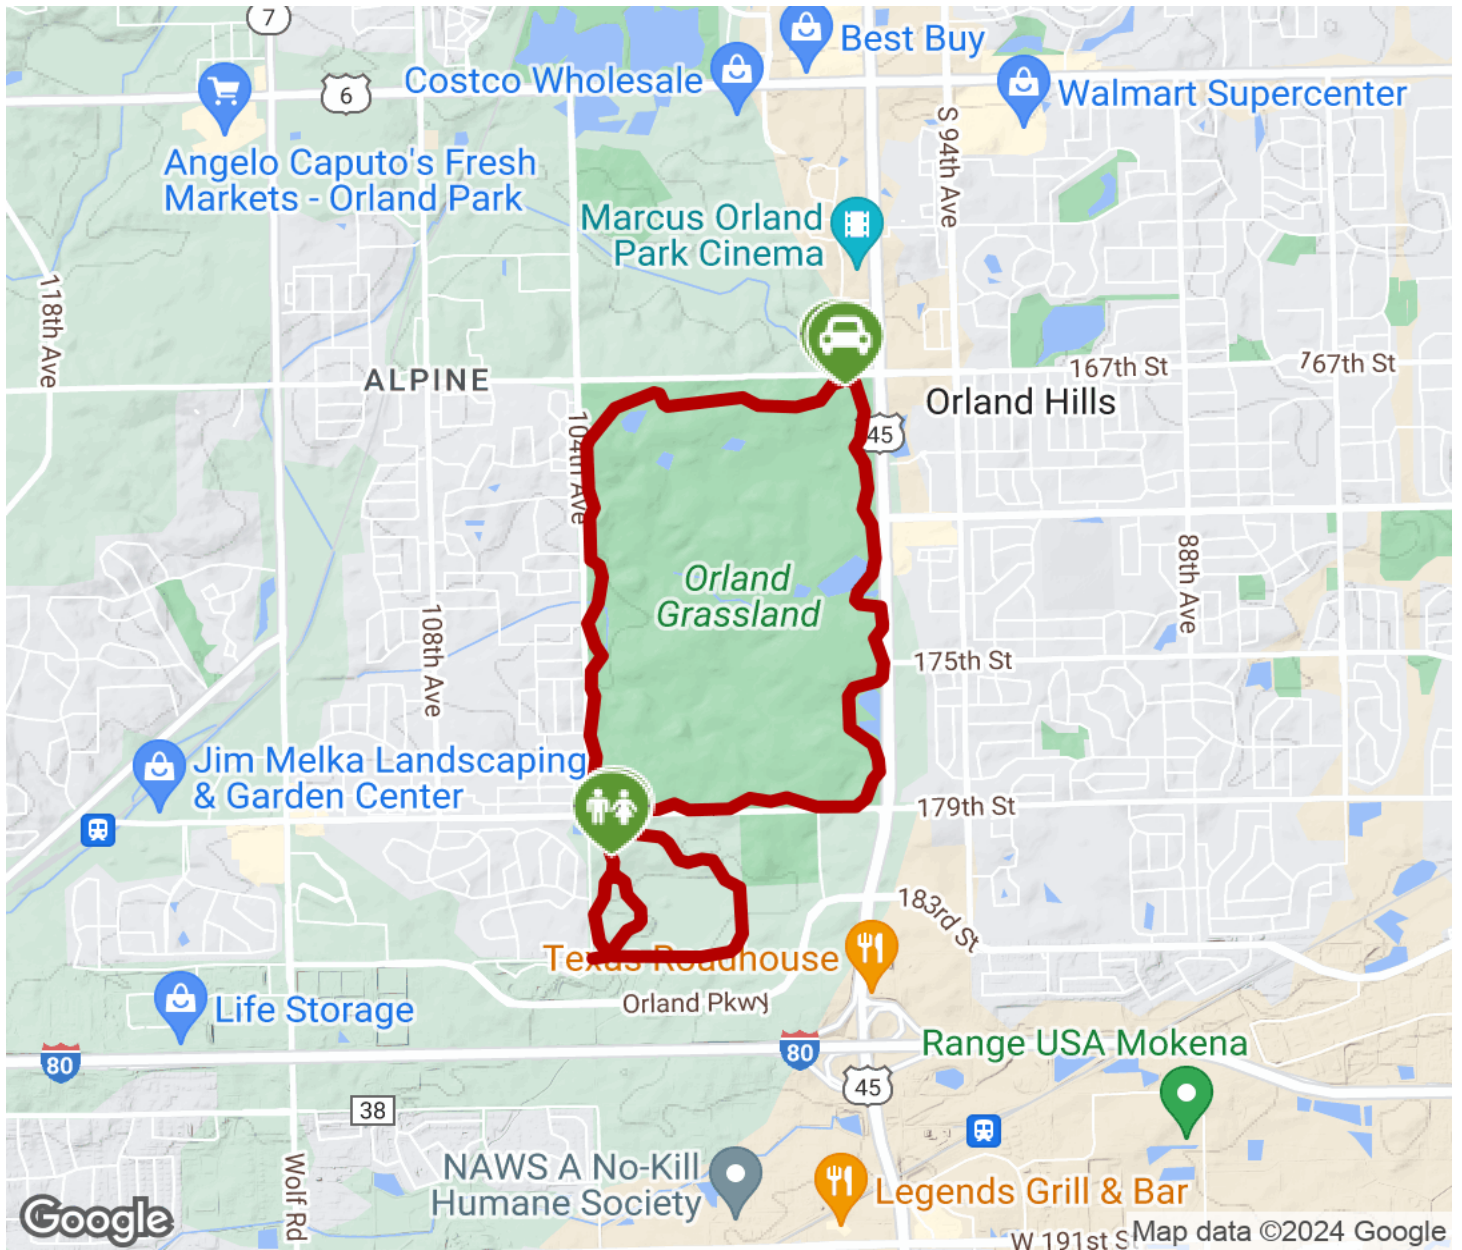 7
Best Buy
Costco Wholesale
6
Walmart Supercenter
S 94th Ave
Angelo Caputo's Fresh
Markets - Orland Park
Marcus Orland
Park Cinema
118th Ave
167th St
167th St
ALPINE
Orland Hills
104th Ave
45
Orland
Grassland
88th Ave
108th Ave
175th St
Jim Melka Landscaping
& Garden Center
179th St
183rd St
Texas Roadhouse
Life Storage
Orland Pkwy
80
80
Range USA Mokena
45
38
NAWS A No-Kill
Humane Society
Wolf Rd
Legends Grill & Bar
Google
W 191st St
Map data ©2024 Google